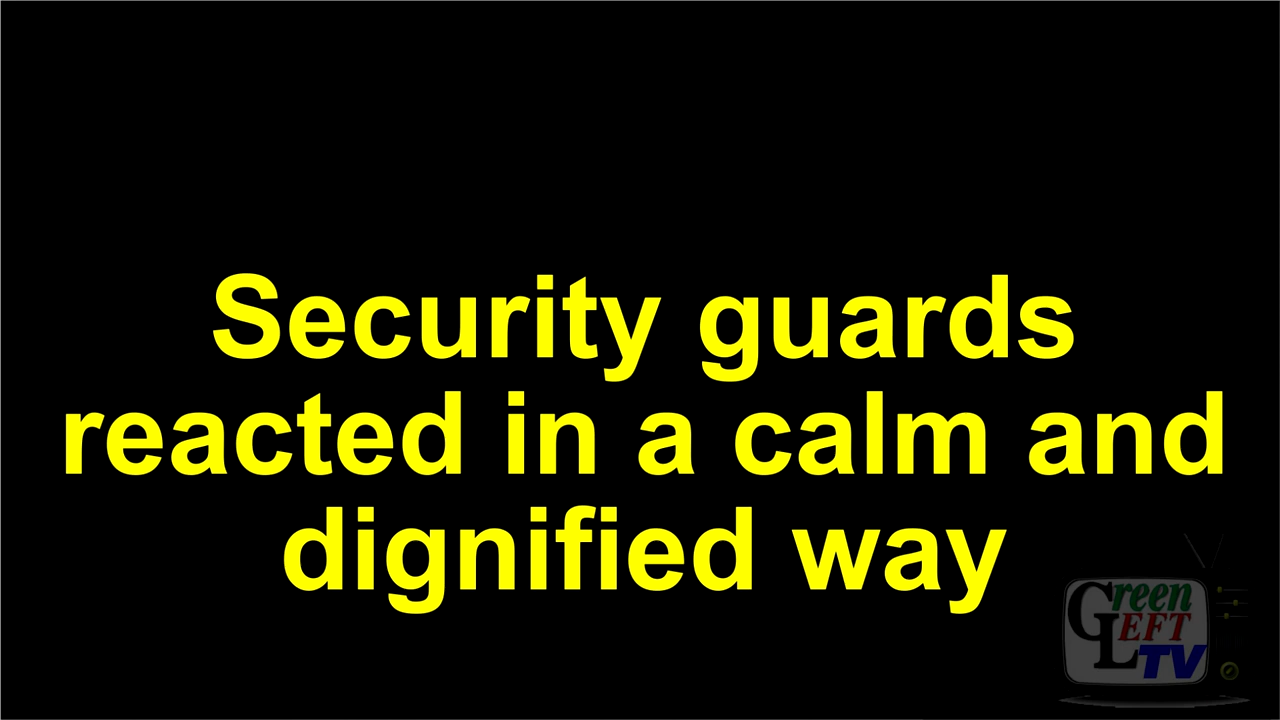 Security guards
reacted in a calm and
dignified way
Green
LEFT
TV